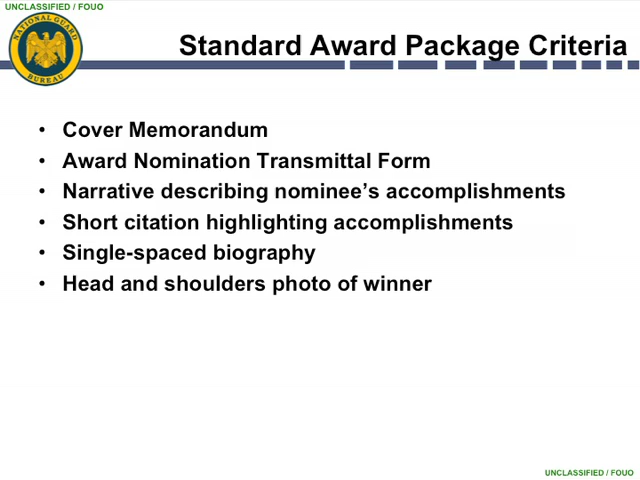 UNCLASSIFIED / FOUO
NATIONAL GUARD
BUREAU
Standard Award Package Criteria
• Cover Memorandum
• Award Nomination Transmittal Form
• Narrative describing nominee’s accomplishments
• Short citation highlighting accomplishments
• Single-spaced biography
• Head and shoulders photo of winner
UNCLASSIFIED / FOUO